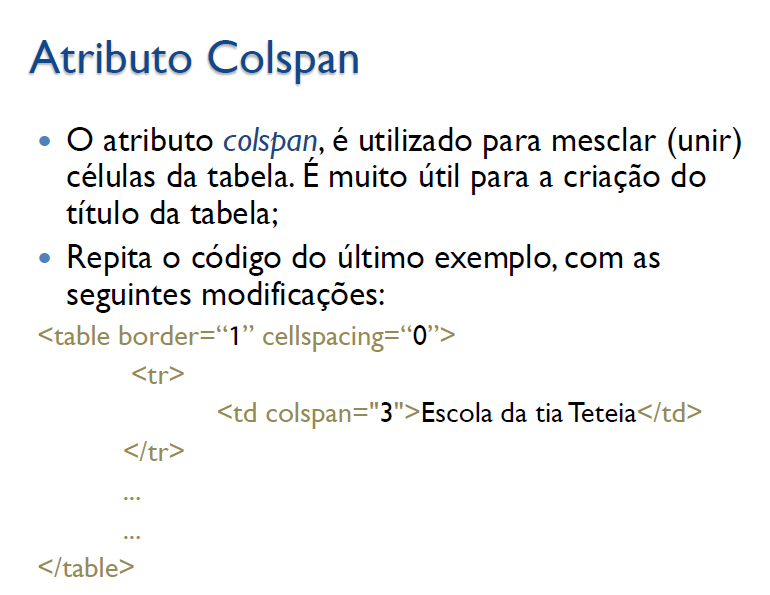 Atributo Colspan
• O atributo colspan, é utilizado para mesclar (unir)
células da tabela. É muito útil para a criação do
título da tabela;
• Repita o código do último exemplo, com as
seguintes modificações:
<table border=“1” cellspacing=“0”>
<tr>
<td colspan="3">Escola da tia Teteia</td>
</tr>
...
...
</table>